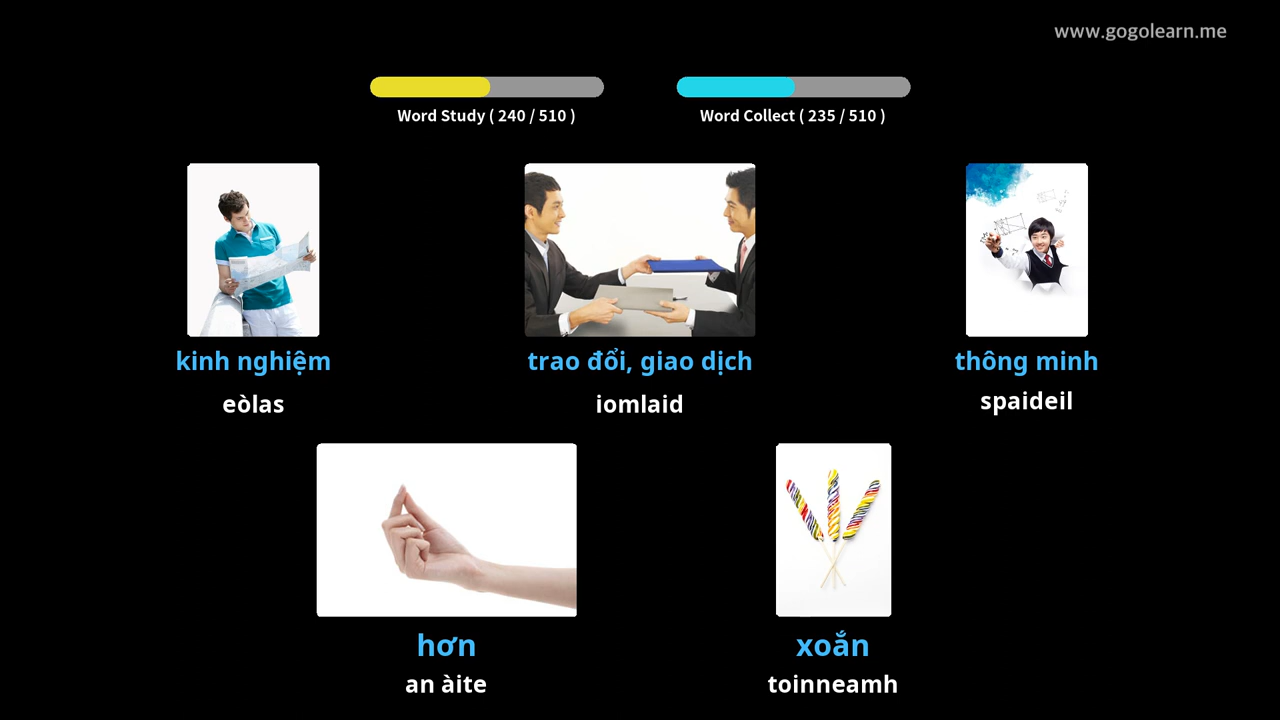 www.gogolearn.me
Word Study ( 240 / 510 )
Word Collect ( 235 / 510 )
kinh nghiệm
eòlas
trao đổi, giao dịch
iomlaid
thông minh
spaideil
hơn
an àite
xoắn
toinneamh